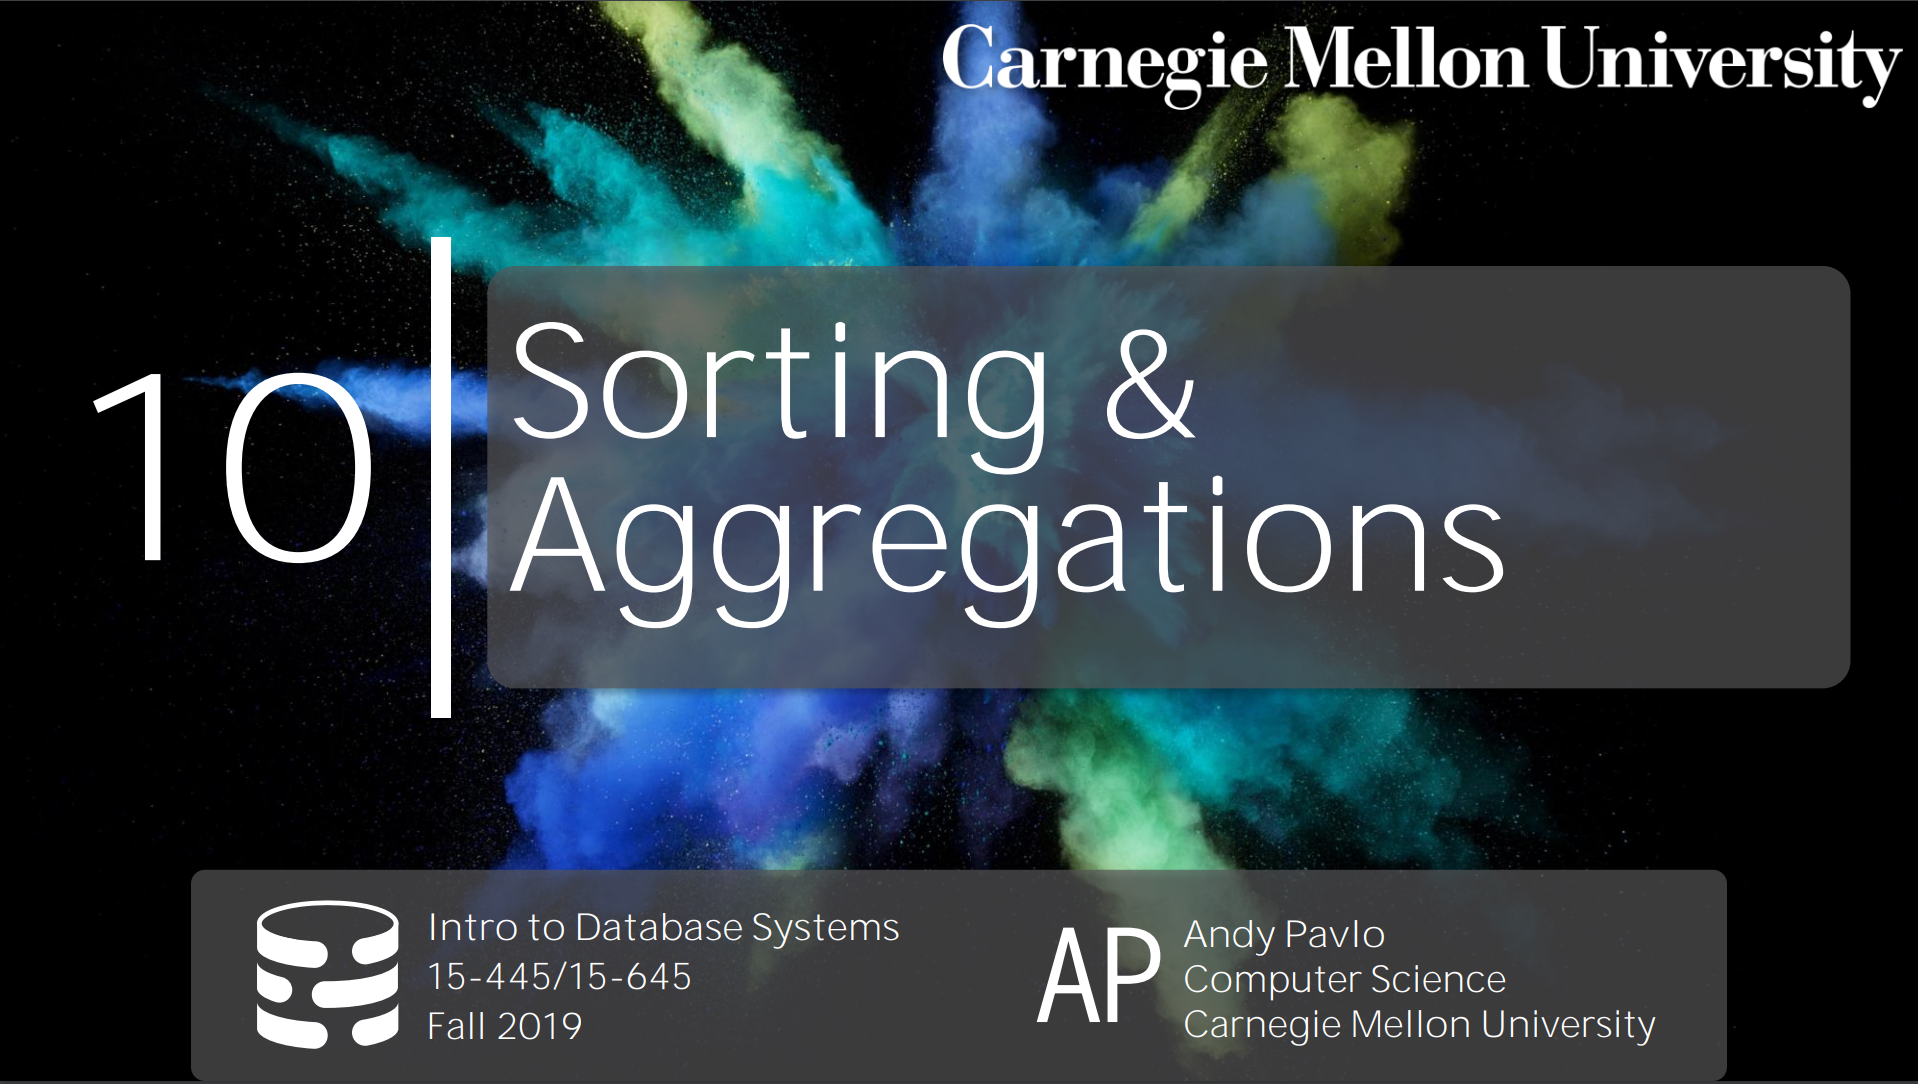 Carnegie Mellon University
10
Sorting &
Aggregations
Intro to Database Systems
15-445/15-645
Fall 2019
AP
Andy Pavlo
Computer Science
Carnegie Mellon University